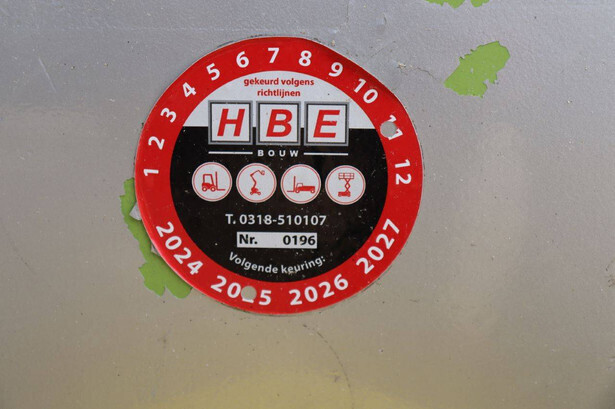 1 2 3 4 5 6 7 8 9 10 11 12
gekeurd volgens
richtlijnen
HBE
BOUW
T. 0318-510107
Nr. 0196
Volgende keuring:
2024 2025 2026 2027